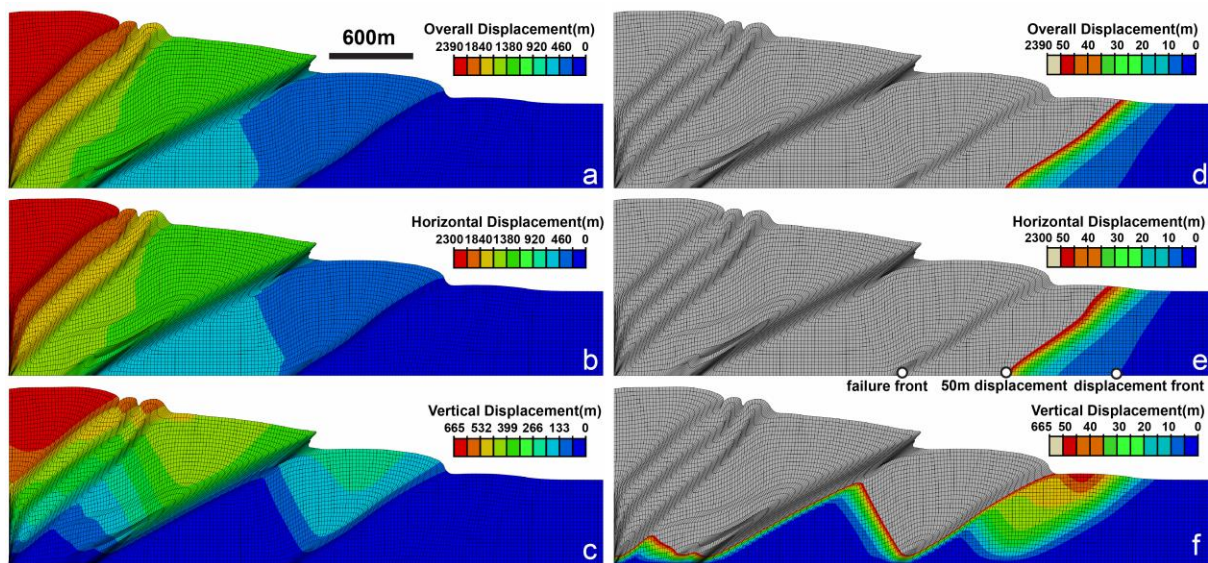 Overall Displacement(m)
2390 1840 1380 920 460 0
600m
a
Horizontal Displacement(m)
2300 1840 1380 920 460 0
b
Vertical Displacement(m)
665 532 399 266 133 0
c
Overall Displacement(m)
2390 50 40 30 20 10 0
d
Horizontal Displacement(m)
2300 50 40 30 20 10 0
e
failure front 50m displacement displacement front
Vertical Displacement(m)
665 50 40 30 20 10 0
f